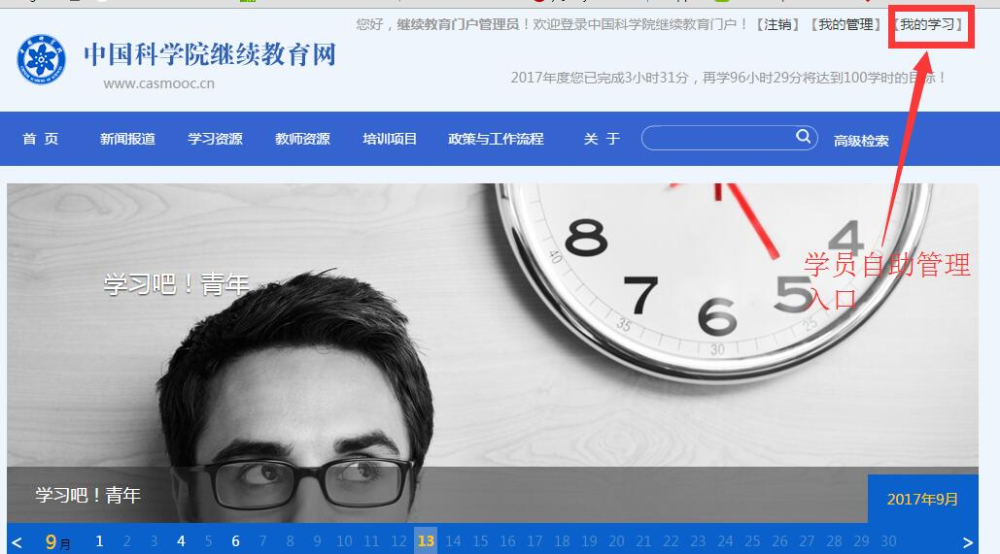 您好，继续教育门户管理员！欢迎登录中国科学院继续教育门户！【注销】【我的管理】【我的学习】
中国科学院继续教育网
www.casmooc.cn
2017年度您已完成3小时31分，再学96小时29分将达到100学时的目标！
首 页 新闻报道 学习资源 教师资源 培训项目 政策与工作流程 关 于 高级检索
学习吧！青年
学员自助管理
入口
8 7 6 5 4
40 35 30 25
学习吧！青年
2017年9月
< 9月 1 2 3 4 5 6 7 8 9 10 11 12 13 14 15 16 17 18 19 20 21 22 23 24 25 26 27 28 29 30 >